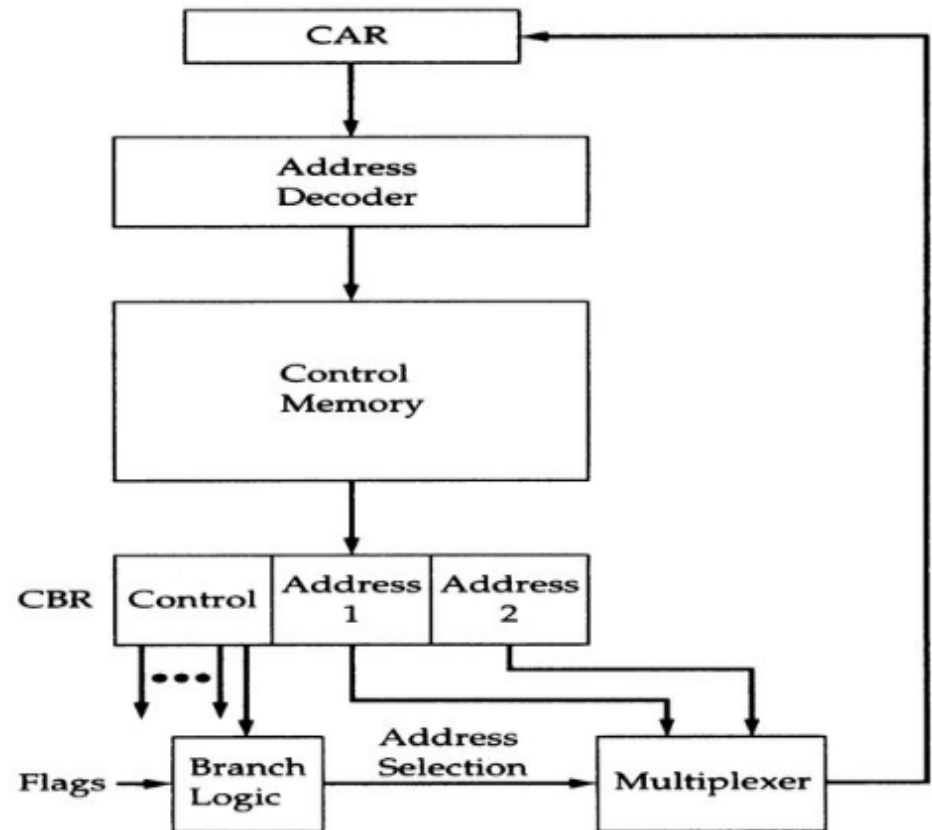 CAR
Address
Decoder
Control
Memory
CBR
Control
Address
1
Address
2
Flags
Branch
Logic
Address
Selection
Multiplexer